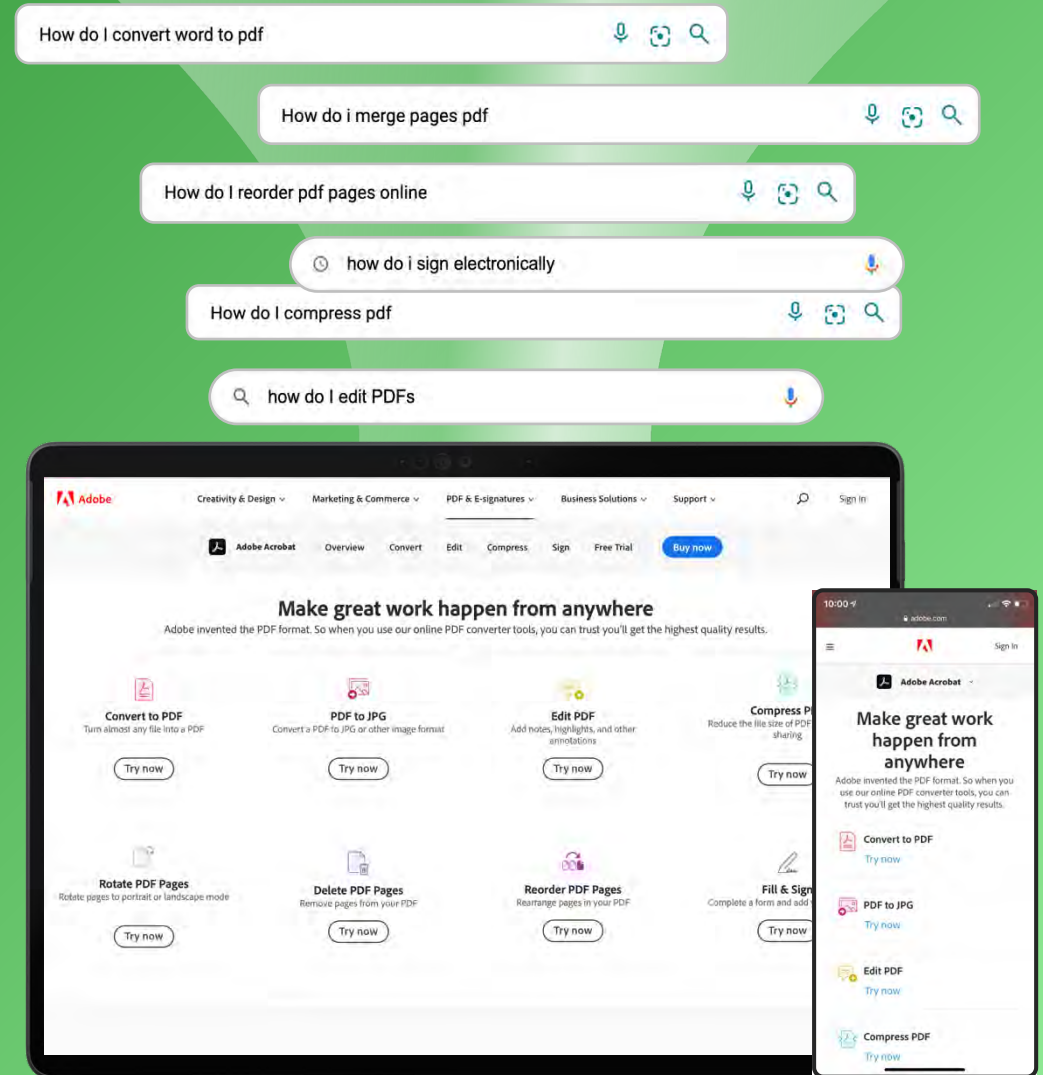 How do I convert word to pdf
How do i merge pages pdf
How do I reorder pdf pages online
how do i sign electronically
How do I compress pdf
how do I edit PDFs
Adobe
Creativity & Design
Marketing & Commerce
PDF & E-signatures
Business Solutions
Support
Sign In
Adobe Acrobat
Overview
Convert
Edit
Compress
Sign
Free Trial
Buy now
Make great work happen from anywhere
Adobe invented the PDF format. So when you use our online PDF converter tools, you can trust you'll get the highest quality results.
Convert to PDF
Turn almost any file into a PDF
Try now
PDF to JPG
Convert a PDF to JPG or other image format
Try now
Edit PDF
Add notes, highlights, and other
annotations
Try now
Compress P
Reduce the file size of PDF
sharing
Try now
Rotate PDF Pages
Rotate pages to portrait or landscape mode
Try now
Delete PDF Pages
Remove pages from your PDF
Try now
Reorder PDF Pages
Rearrange pages in your PDF
Try now
Fill & Sign
Complete a form and add
Try now
10:00
adobe.com
Sign In
Adobe Acrobat
Make great work
happen from
anywhere
Adobe invented the PDF format. So when you
use our online PDF converter tools, you can
trust you'll get the highest quality results.
Convert to PDF
Try now
PDF to JPG
Try now
Edit PDF
Try now
Compress PDF
Try now